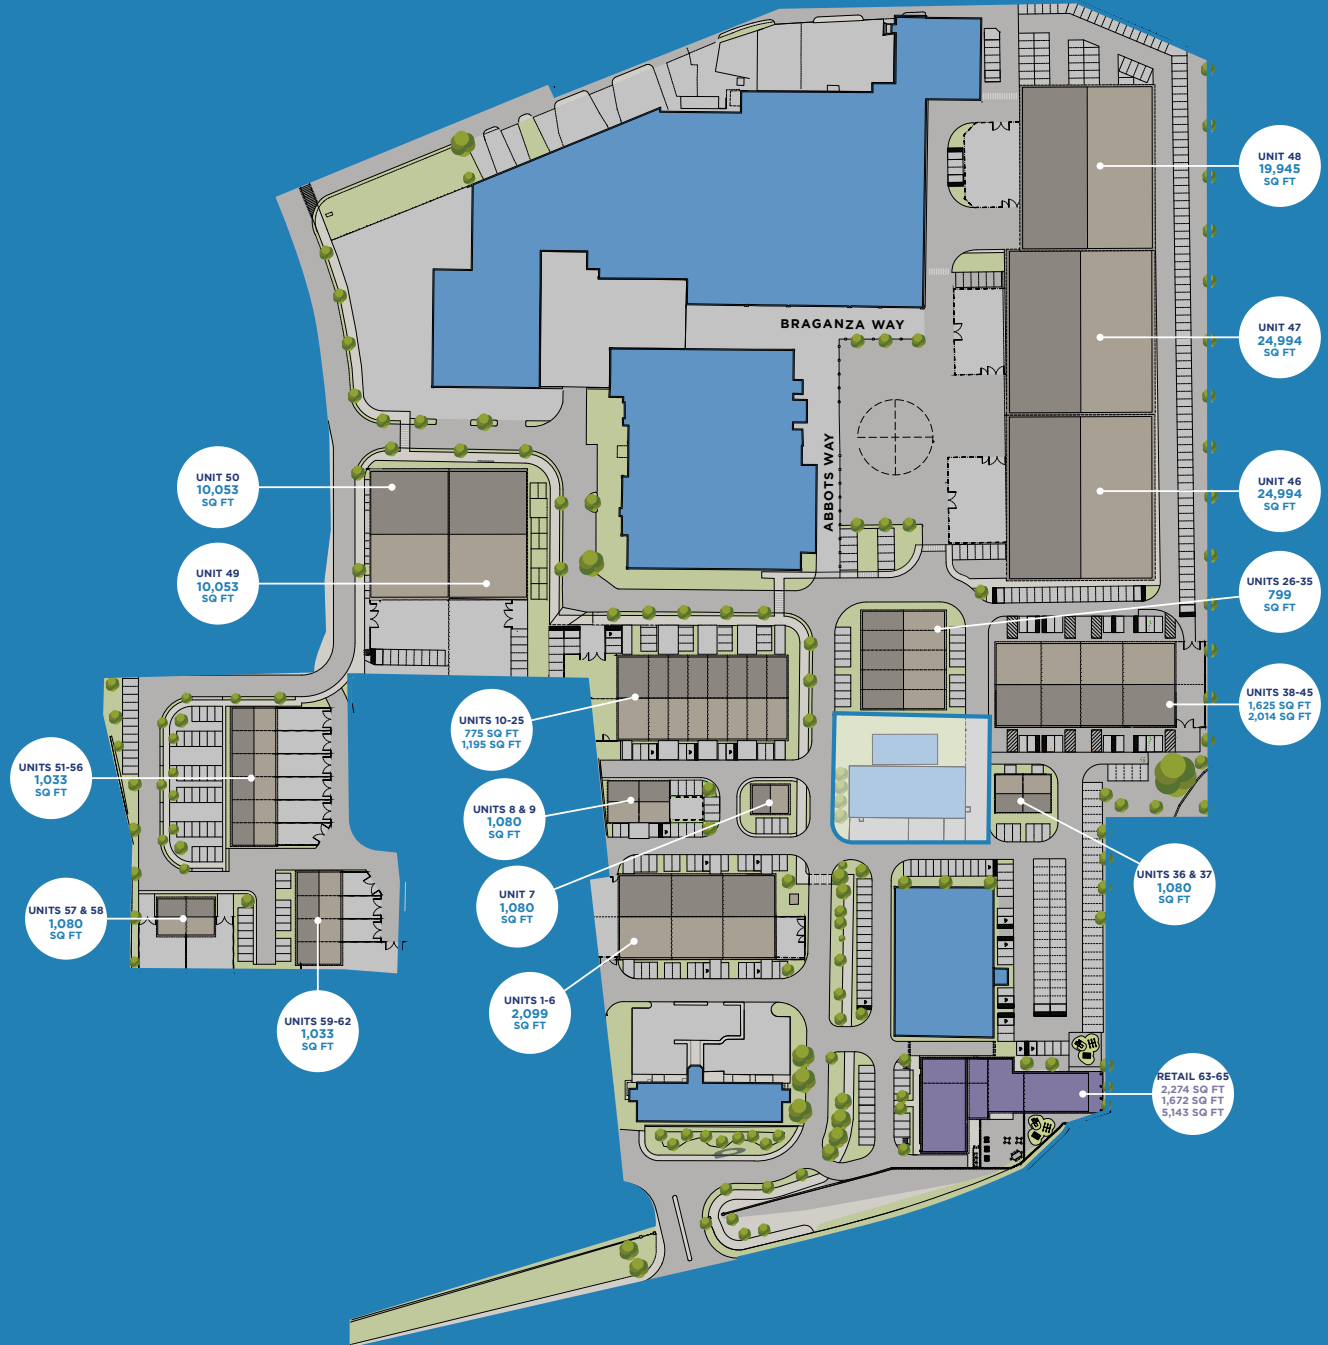 UNIT 48
19,945
SQ FT
BRAGANZA WAY
UNIT 47
24,994
SQ FT
ABBOTS WAY
UNIT 50
10,053
SQ FT
UNIT 46
24,994
SQ FT
UNIT 49
10,053
SQ FT
UNITS 26-35
799
SQ FT
UNITS 38-45
1,625 SQ FT
2,014 SQ FT
UNITS 10-25
775 SQ FT
1,195 SQ FT
UNITS 51-56
1,033
SQ FT
UNITS 8 & 9
1,080
SQ FT
UNITS 36 & 37
1,080
SQ FT
UNIT 7
1,080
SQ FT
UNITS 57 & 58
1,080
SQ FT
UNITS 1-6
2,099
SQ FT
UNITS 59-62
1,033
SQ FT
RETAIL 63-65
2,274 SQ FT
1,672 SQ FT
5,143 SQ FT